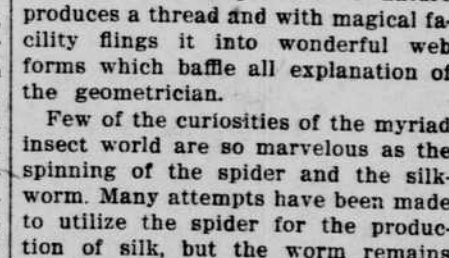 produces a thread and with magical fa-
cility flings it into wonderful web
forms which baffle all explanation of
the geometrician.
Few of the curiosities of the myriad
insect world are so marvelous as the
spinning of the spider and the silk-
worm. Many attempts have been made
to utilize the spider for the produc-
tion of silk, but the worm remains